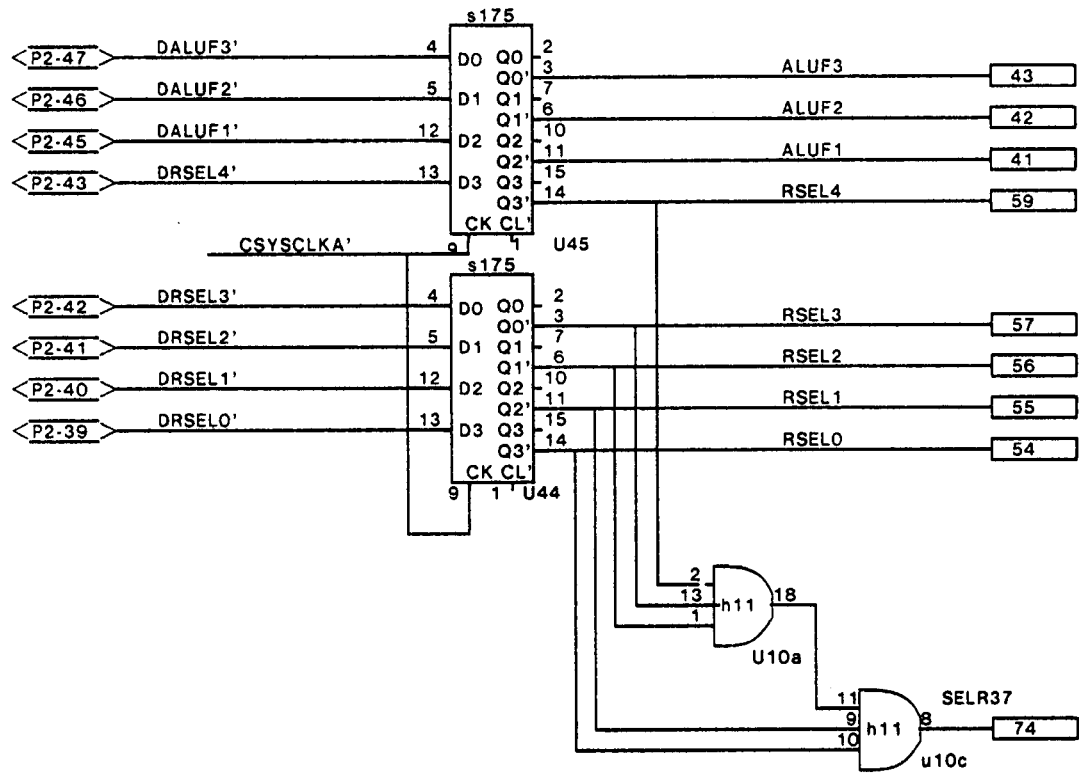 s175
P2-47 DALUF3' 4 D0 Q0 2
Q0' 3 ALUF3 43
P2-46 DALUF2' 5 D1 Q1 7
Q1' 6 ALUF2 42
P2-45 DALUF1' 12 D2 Q2 10
Q2' 11 ALUF1 41
P2-43 DRSEL4' 13 D3 Q3 15
Q3' 14 RSEL4 59
CK CL'
CSYSCLKA' 9 1 U45
s175
P2-42 DRSEL3' 4 D0 Q0 2
Q0' 3 RSEL3 57
P2-41 DRSEL2' 5 D1 Q1 7
Q1' 6 RSEL2 56
P2-40 DRSEL1' 12 D2 Q2 10
Q2' 11 RSEL1 55
P2-39 DRSEL0' 13 D3 Q3 15
Q3' 14 RSEL0 54
CK CL'
9 1 U44
2
13 h11 18
1
U10a
11 SELR37
9 h11 8 74
10
u10c